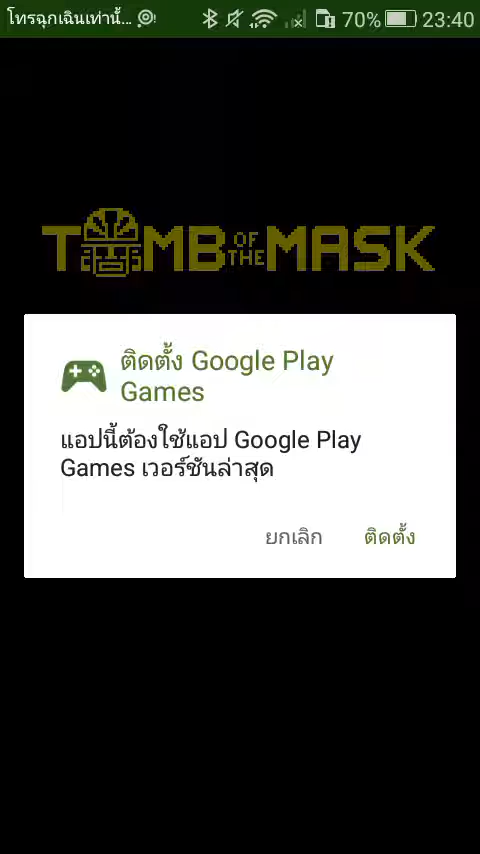 โทรฉุกเฉินเท่านั้... 70% 23:40
TOMB OF THE MASK
ติดตั้ง Google Play
Games
แอปนี้ต้องใช้แอป Google Play
Games เวอร์ชันล่าสุด
ยกเลิก ติดตั้ง